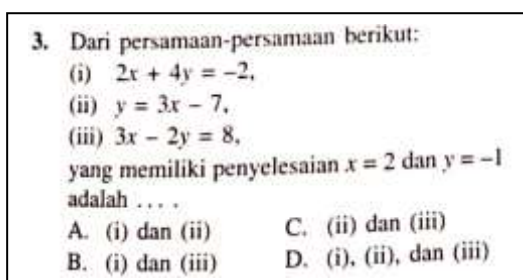 3. Dari persamaan-persamaan berikut:
(i) 2x + 4y = -2,
(ii) y = 3x - 7,
(iii) 3x - 2y = 8,
yang memiliki penyelesaian x = 2 dan y = -1
adalah . . . .
A. (i) dan (ii) C. (ii) dan (iii)
B. (i) dan (iii) D. (i), (ii), dan (iii)